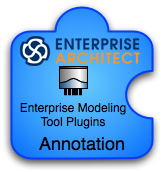 ENTERPRISE
ARCHITECT
Enterprise Modeling
Tool Plugins
Annotation